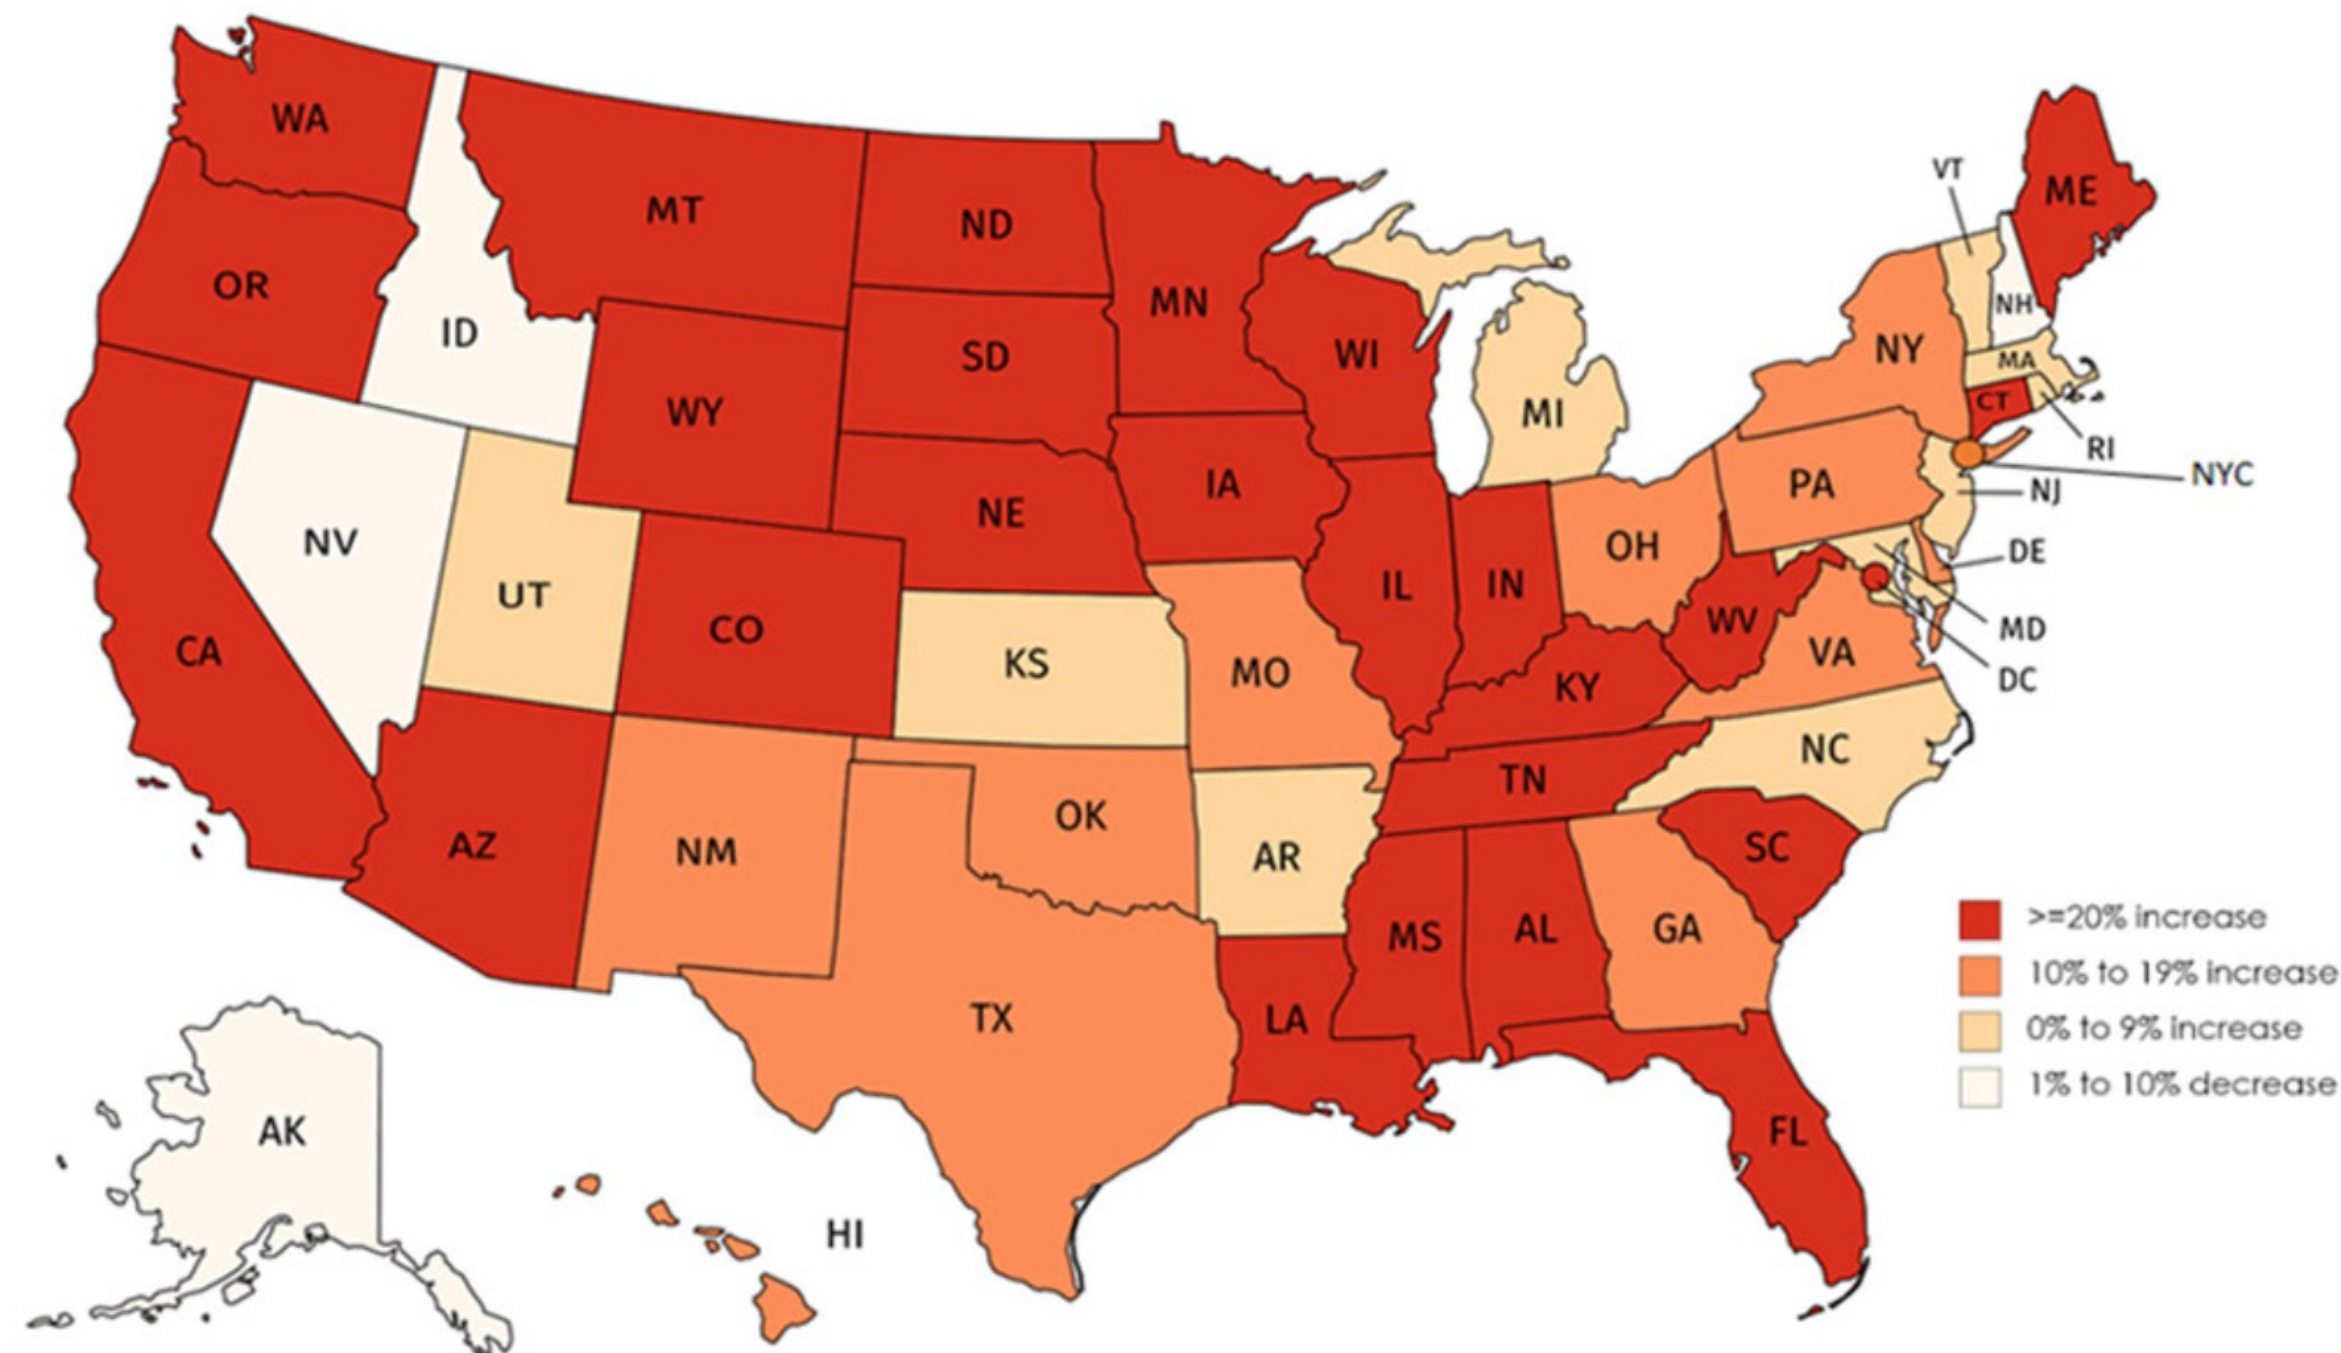 WA
MT
ND
MN
OR
ID
SD
WI
WY
MI
VT
ME
NH
NY
MA
CT
RI
NYC
NJ
PA
DE
MD
DC
IA
NE
NV
UT
CO
CA
KS
MO
IL
IN
OH
WV
VA
KY
NC
TN
SC
AZ
NM
OK
AR
MS
AL
GA
TX
LA
FL
AK
HI
>=20% increase
10% to 19% increase
0% to 9% increase
1% to 10% decrease